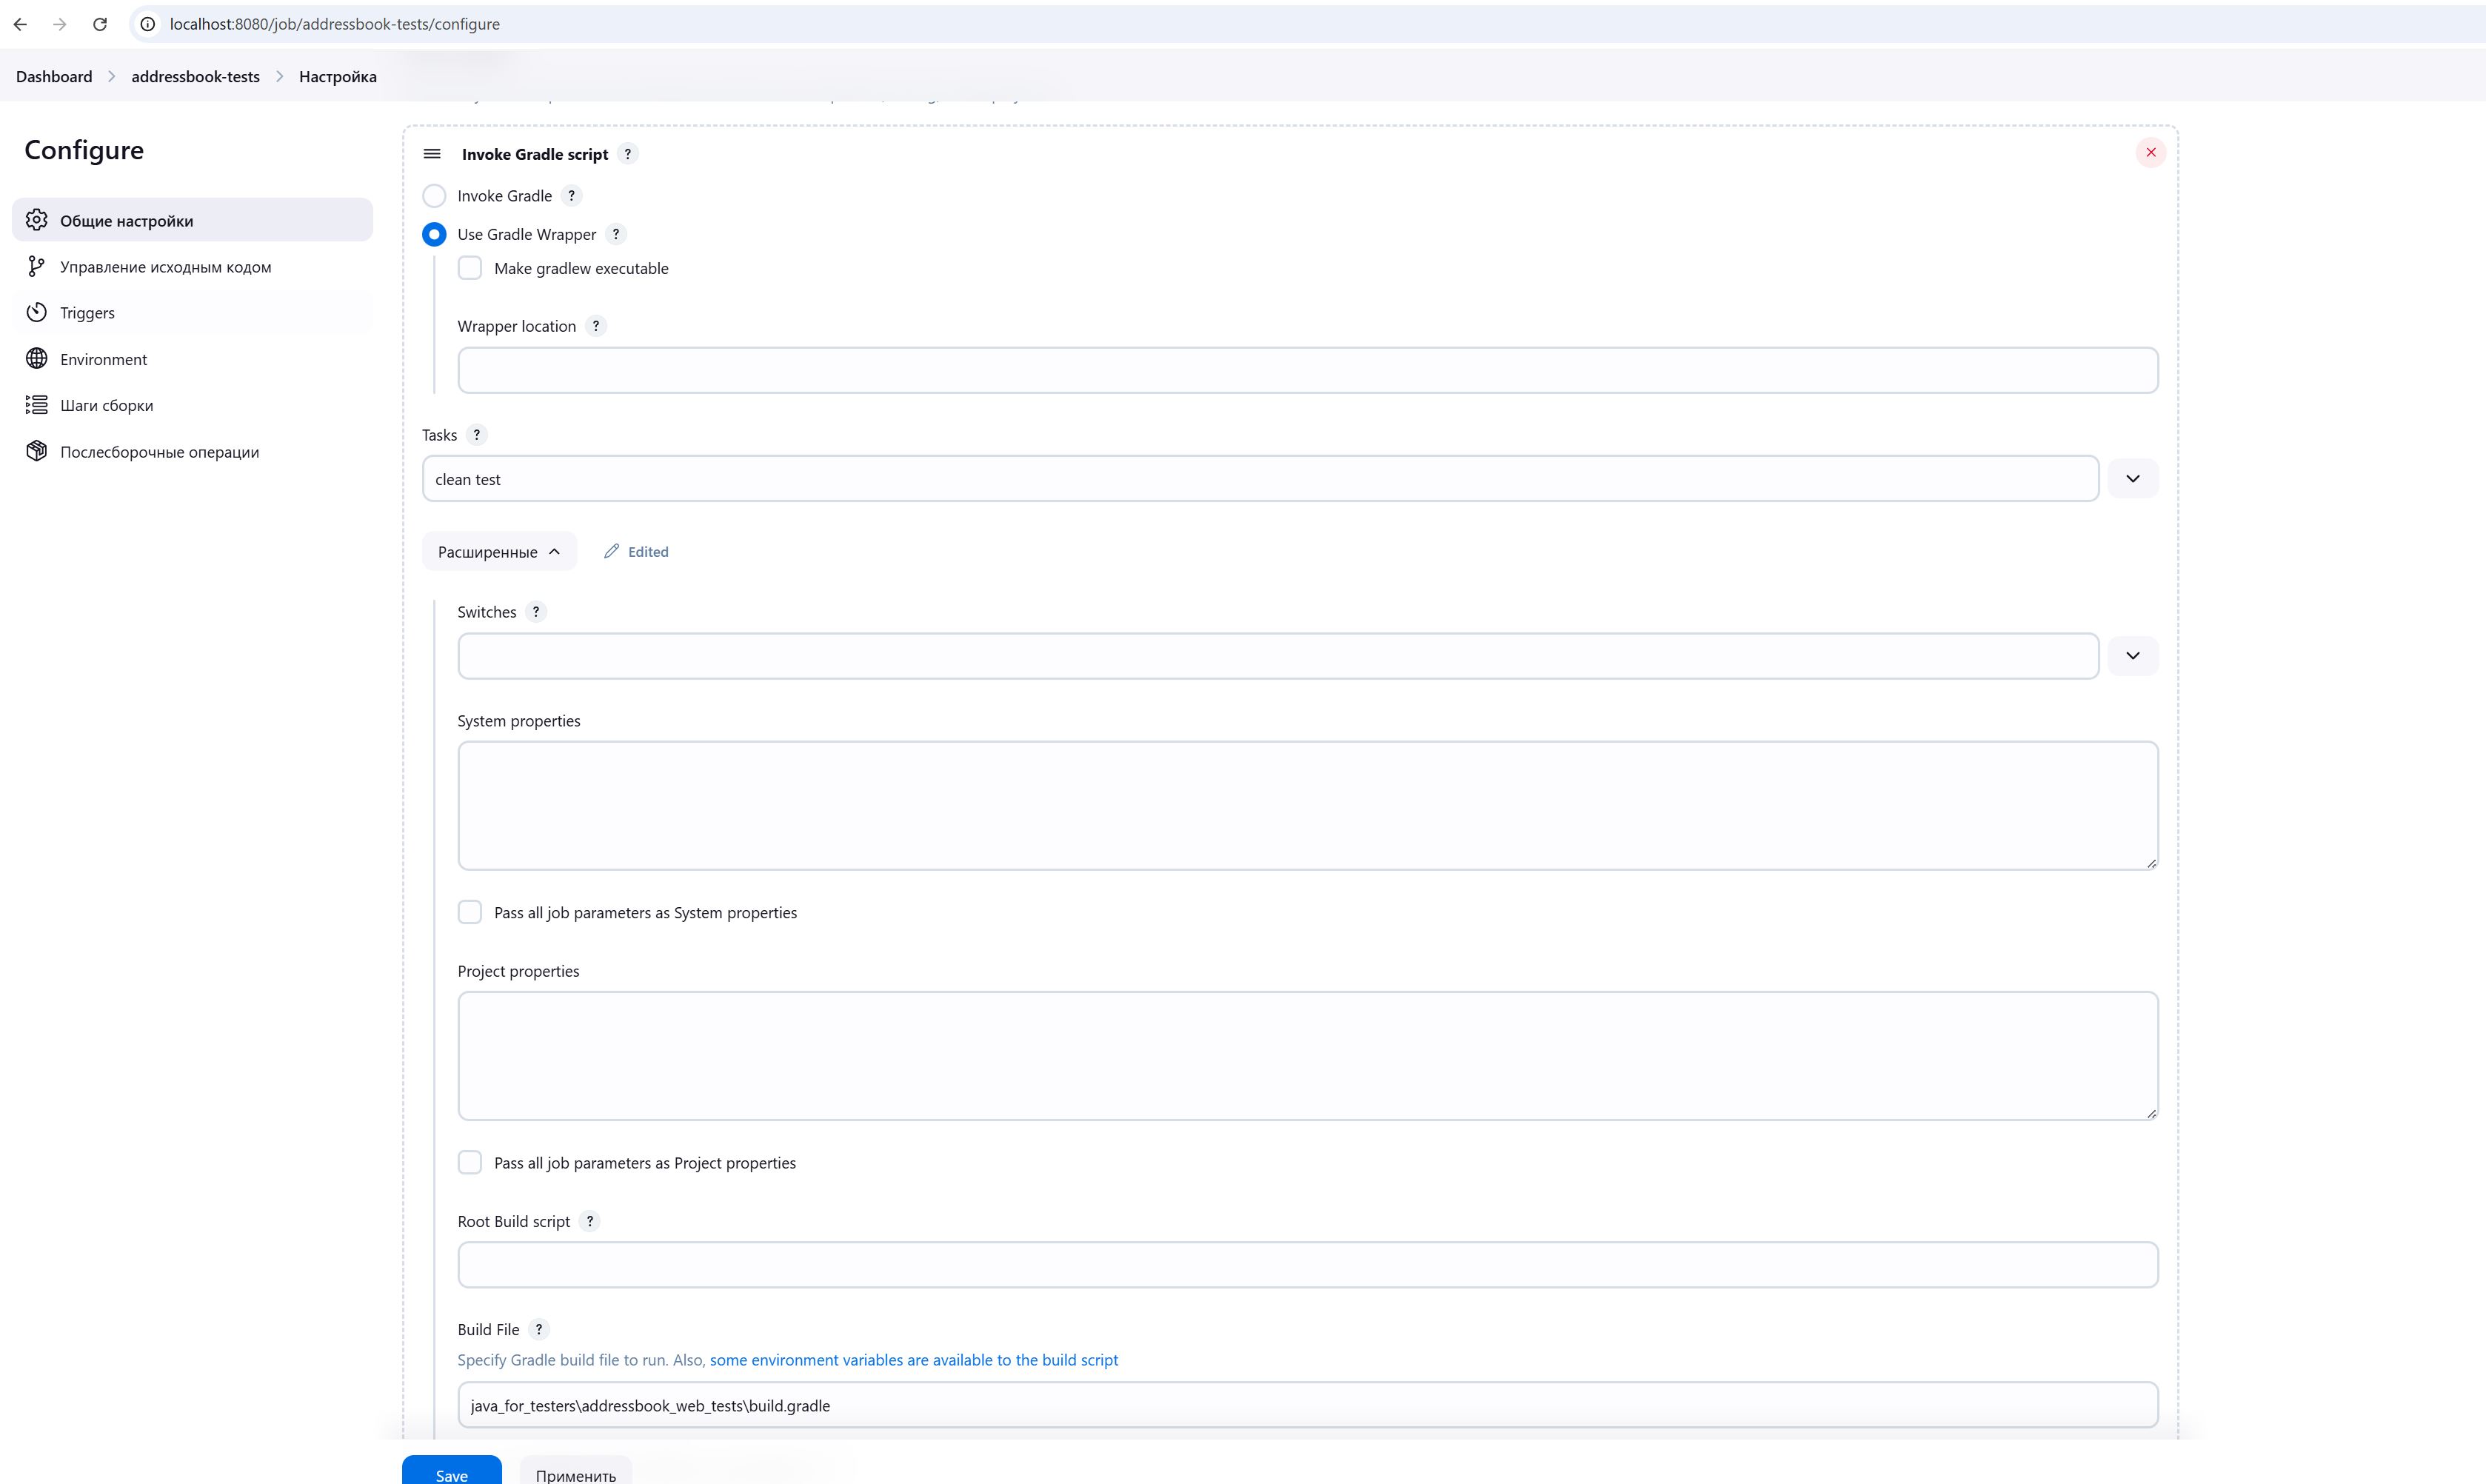 localhost:8080/job/addressbook-tests/configure
Dashboard addressbook-tests Настройка
Configure
Общие настройки
Управление исходным кодом
Triggers
Environment
Шаги сборки
Послесборочные операции
Invoke Gradle script ?
Invoke Gradle ?
Use Gradle Wrapper ?
Make gradlew executable
Wrapper location ?
Tasks ?
clean test
Расширенные Edited
Switches ?
System properties
Pass all job parameters as System properties
Project properties
Pass all job parameters as Project properties
Root Build script ?
Build File ?
Specify Gradle build file to run. Also, some environment variables are available to the build script
java_for_testers\addressbook_web_tests\build.gradle
Save Применить